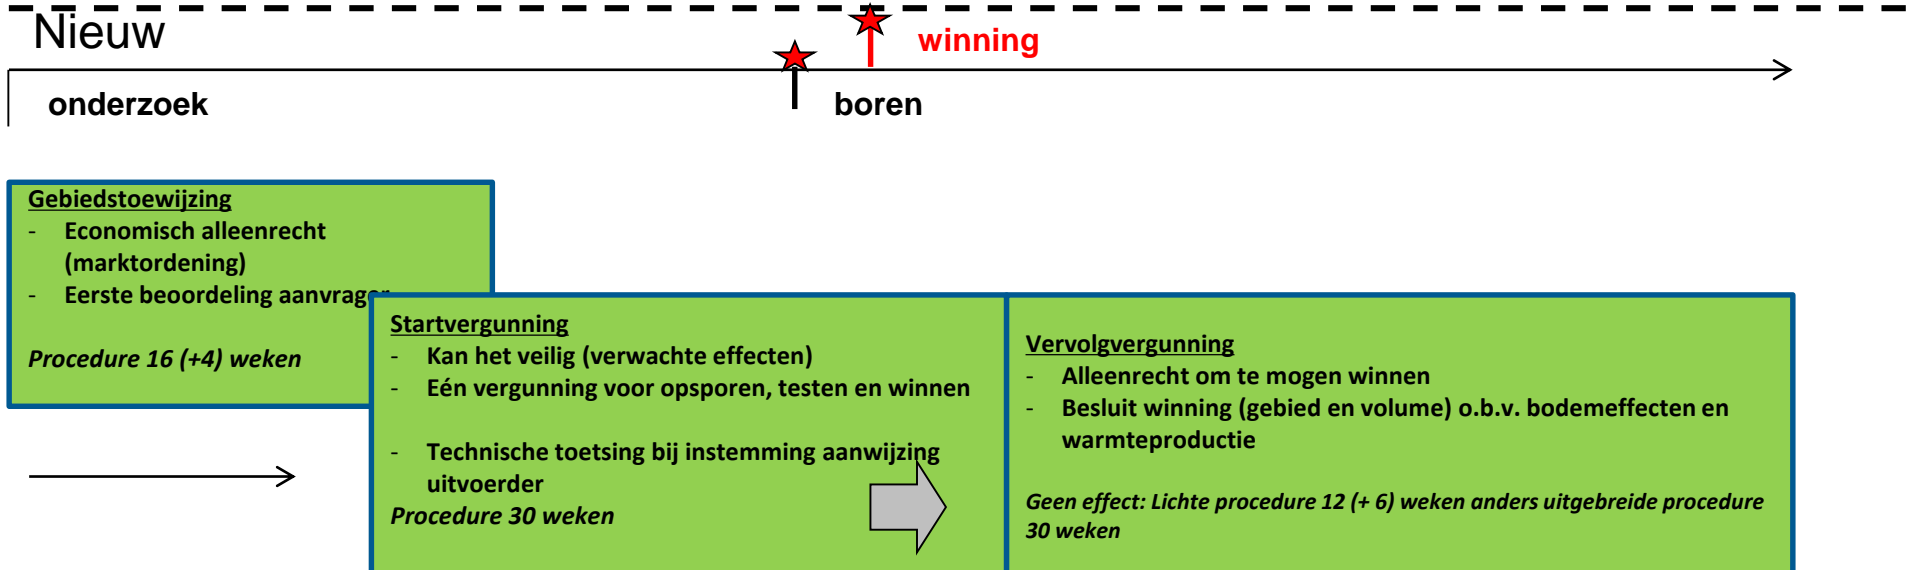 Nieuw
winning
onderzoek
boren
Gebiedstoewijzing
- Economisch alleenrecht
(marktordening)
- Eerste beoordeling aanvrager
Procedure 16 (+4) weken
Startvergunning
- Kan het veilig (verwachte effecten)
- Eén vergunning voor opsporen, testen en winnen
- Technische toetsing bij instemming aanwijzing
uitvoerder
Procedure 30 weken
Vervolgvergunning
- Alleenrecht om te mogen winnen
- Besluit winning (gebied en volume) o.b.v. bodemeffecten en
warmteproductie
Geen effect: Lichte procedure 12 (+ 6) weken anders uitgebreide procedure
30 weken